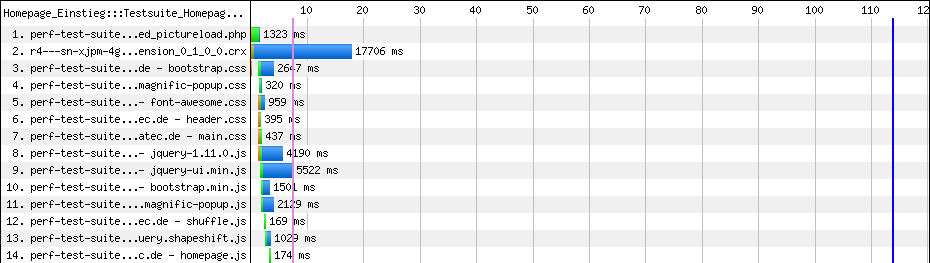 Homepage_Einstieg:::Testsuite_Homepag... 10 20 30 40 50 60 70 80 90 100 110 120
1. perf-test-suite...ed_pictureload.php 1323 ms
2. r4---sn-xjpm-4g...ension_0_1_0_0.crx 17706 ms
3. perf-test-suite...de - bootstrap.css 2647 ms
4. perf-test-suite...magnific-popup.css 320 ms
5. perf-test-suite...- font-awesome.css 959 ms
6. perf-test-suite...ec.de - header.css 395 ms
7. perf-test-suite...atec.de - main.css 437 ms
8. perf-test-suite...- jquery-1.11.0.js 4190 ms
9. perf-test-suite...- jquery-ui.min.js 5522 ms
10. perf-test-suite...- bootstrap.min.js 1501 ms
11. perf-test-suite....magnific-popup.js 2129 ms
12. perf-test-suite...ec.de - shuffle.js 169 ms
13. perf-test-suite...uery.shapeshift.js 1029 ms
14. perf-test-suite...c.de - homepage.js 174 ms